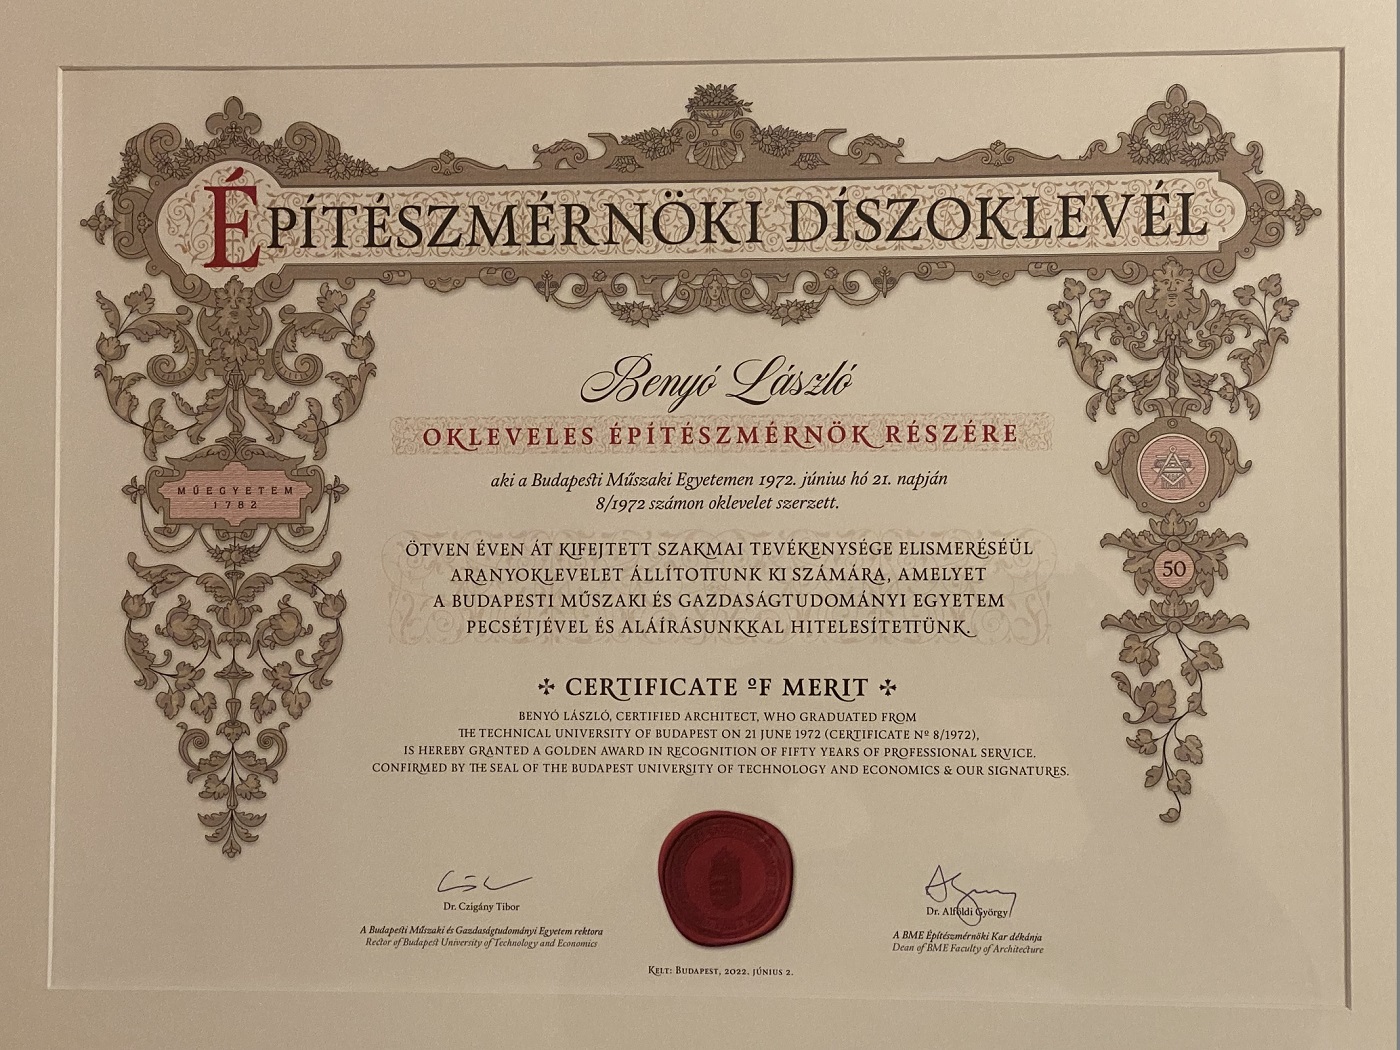 ÉPÍTÉSZMÉRNÖKI DÍSZOKLEVÉL
Benyó László
OKLEVELES ÉPÍTÉSZMÉRNÖK RÉSZÉRE
aki a Budapesti Műszaki Egyetemen 1972. június hó 21. napján
8/1972 számon oklevelet szerzett.
MŰEGYETEM
1782
ÖTVEN ÉVEN ÁT KIFEJTETT SZAKMAI TEVÉKENYSÉGE ELISMERÉSÉÜL
ARANYOKLEVELET ÁLLÍTOTTUNK KI SZÁMÁRA, AMELYET
A BUDAPESTI MŰSZAKI ÉS GAZDASÁGTUDOMÁNYI EGYETEM
PECSÉTJÉVEL ÉS ALÁÍRÁSUNKKAL HITELESÍTETTÜNK.
50
CERTIFICATE OF MERIT
BENYÓ LÁSZLÓ, CERTIFIED ARCHITECT, WHO GRADUATED FROM
THE TECHNICAL UNIVERSITY OF BUDAPEST ON 21 JUNE 1972 (CERTIFICATE Nº 8/1972),
IS HEREBY GRANTED A GOLDEN AWARD IN RECOGNITION OF FIFTY YEARS OF PROFESSIONAL SERVICE.
CONFIRMED BY THE SEAL OF THE BUDAPEST UNIVERSITY OF TECHNOLOGY AND ECONOMICS & OUR SIGNATURES.
Dr. Czigány Tibor
A Budapesti Műszaki és Gazdaságtudományi Egyetem rektora
Rector of Budapest University of Technology and Economics
Dr. Alföldi György
A BME Építészmérnöki Kar dékánja
Dean of BME Faculty of Architecture
KELT: BUDAPEST, 2022. JÚNIUS 2.